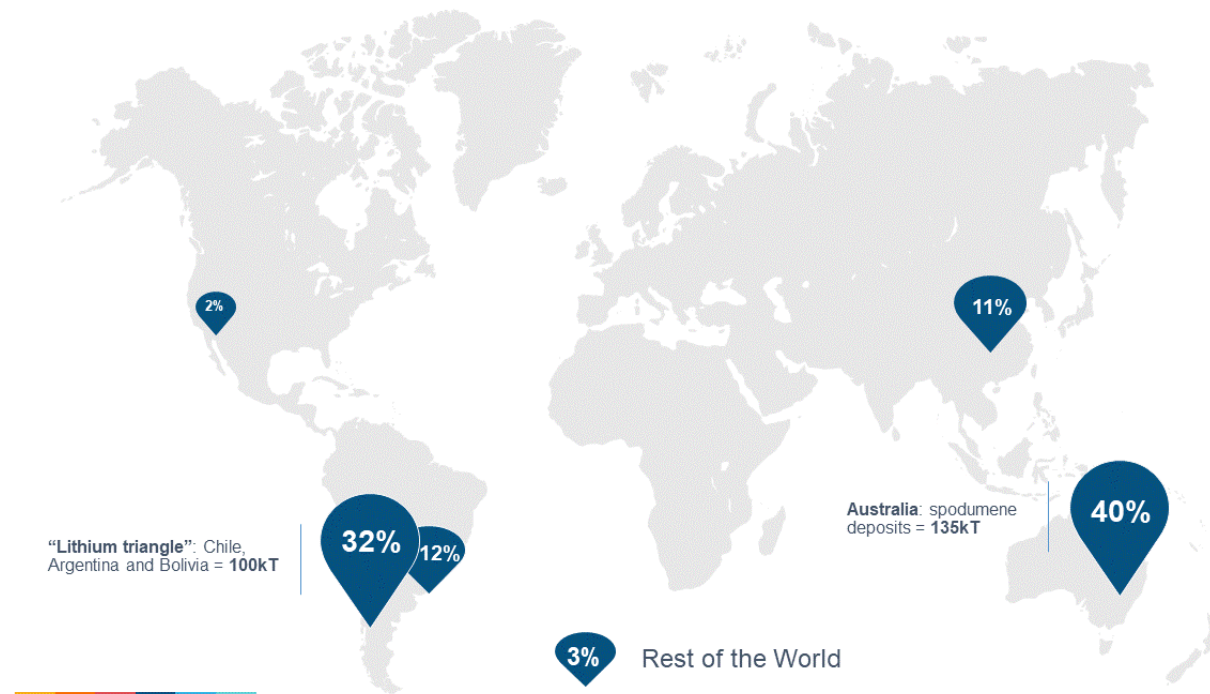 2%
11%
40%
Australia: spodumene
deposits = 135kT
32%
12%
“Lithium triangle”: Chile,
Argentina and Bolivia = 100kT
3%
Rest of the World